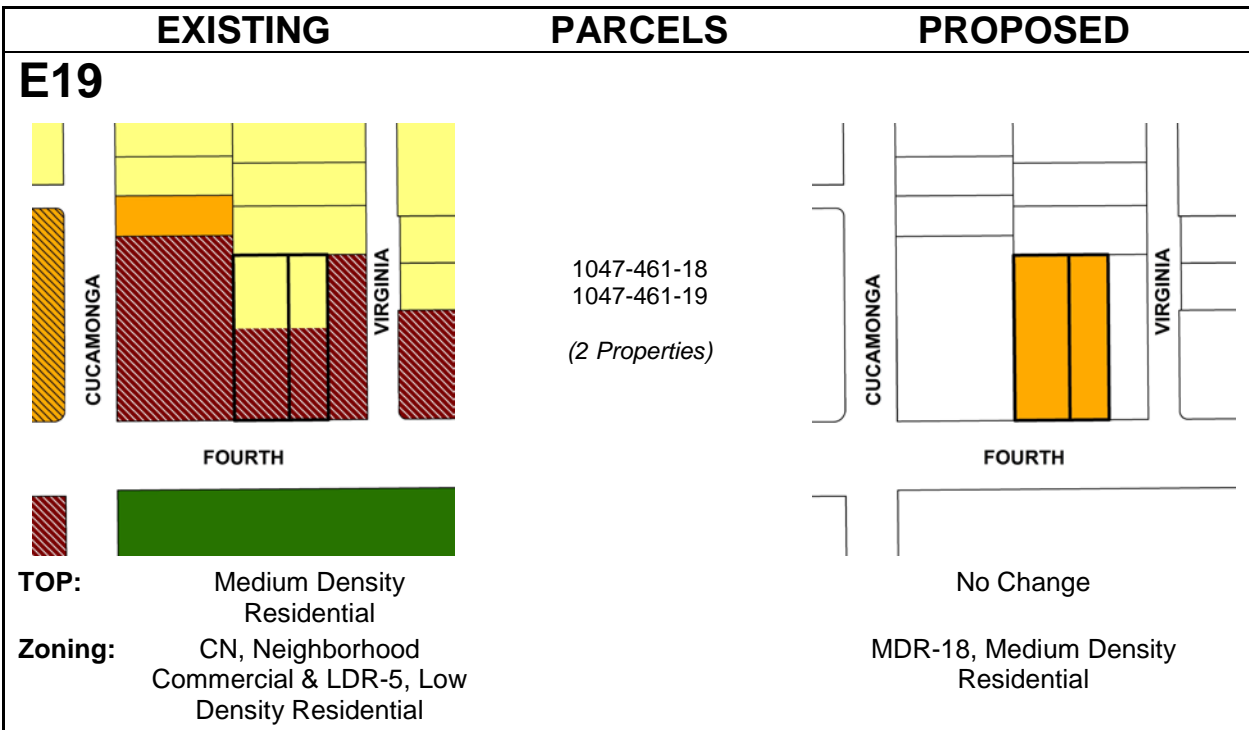 EXISTING PARCELS PROPOSED
E19
CUCAMONGA
VIRGINIA
FOURTH
1047-461-18
1047-461-19
(2 Properties)
CUCAMONGA
VIRGINIA
FOURTH
TOP: Medium Density
Residential
No Change
Zoning: CN, Neighborhood
Commercial & LDR-5, Low
Density Residential
MDR-18, Medium Density
Residential